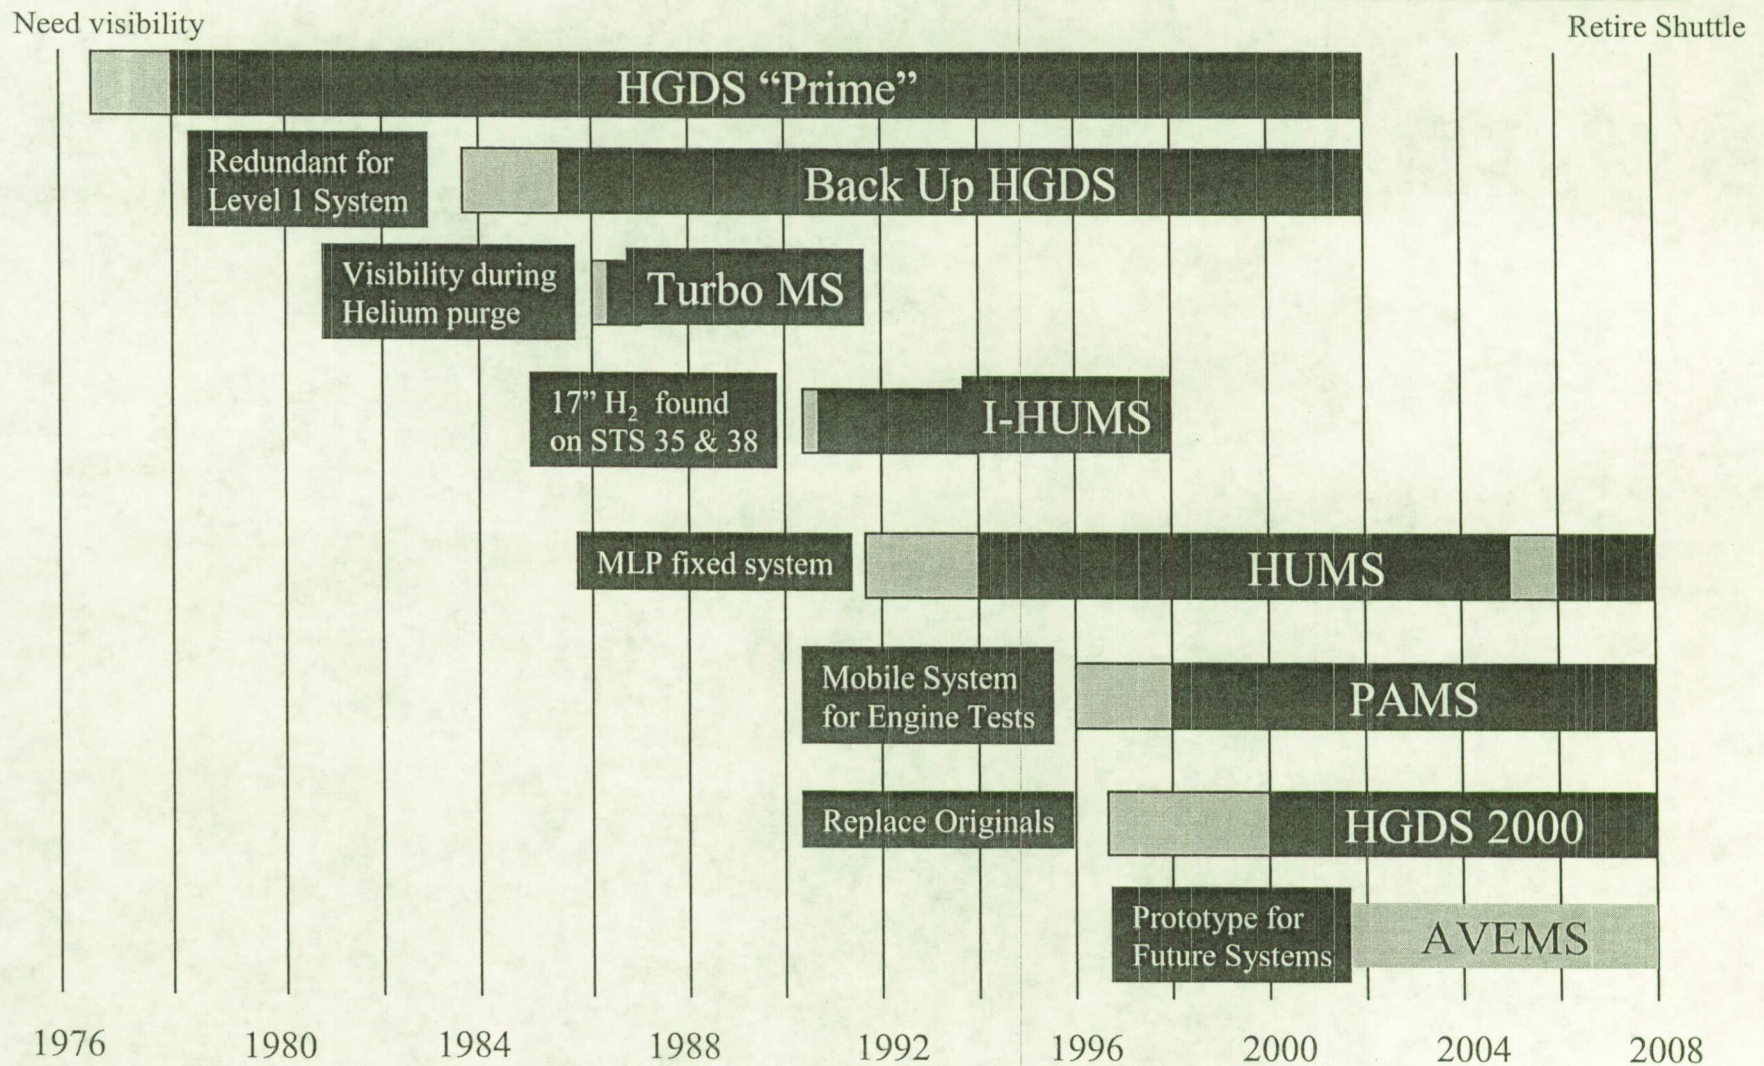 Need visibility
Retire Shuttle
HGDS “Prime”
Redundant for
Level 1 System
Back Up HGDS
Visibility during
Helium purge
Turbo MS
17” H₂ found
on STS 35 & 38
I-HUMS
MLP fixed system
HUMS
Mobile System
for Engine Tests
PAMS
Replace Originals
HGDS 2000
Prototype for
Future Systems
AVEMS
1976 1980 1984 1988 1992 1996 2000 2004 2008